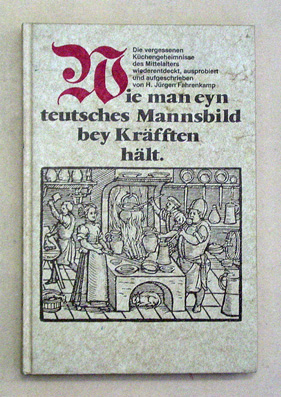 Die vergessenen
Küchengeheimnisse
des Mittelalters
wiederentdeckt, ausprobiert
und aufgeschrieben
von H. Jürgen Fahrenkamp
Wie man eyn
teutsches Mannsbild
bey Kräfften
hält.